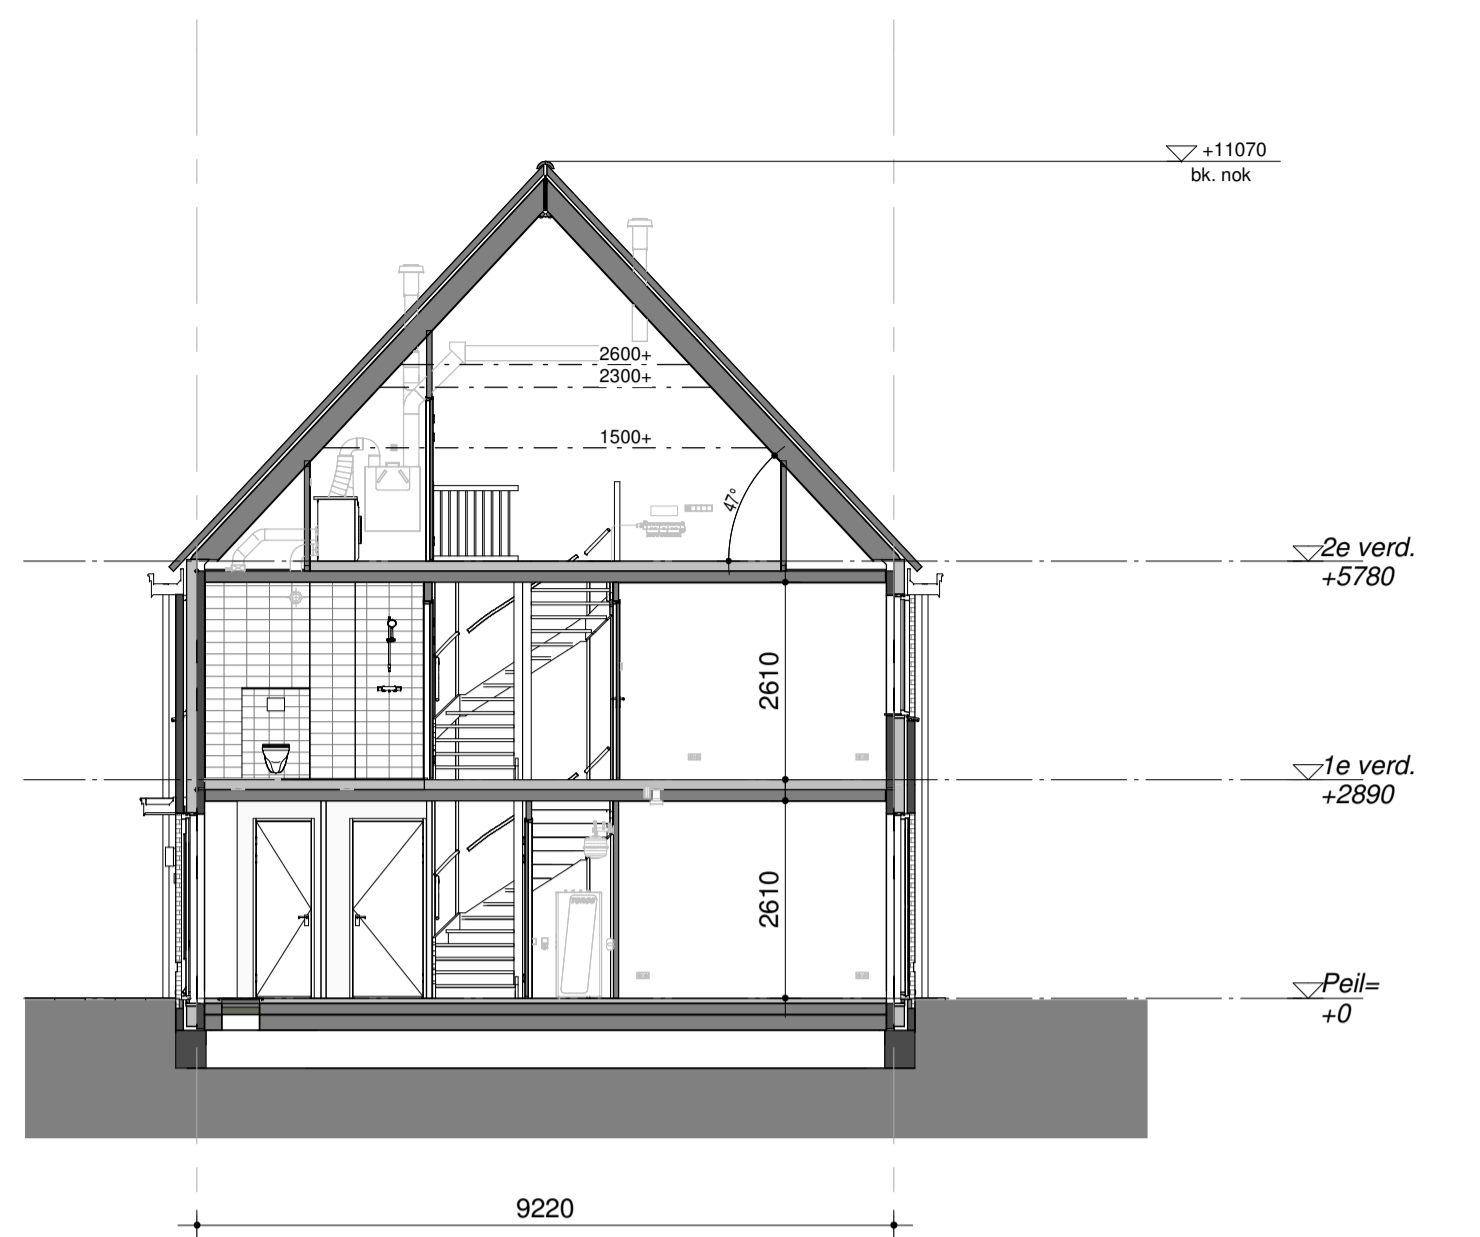 +11070
bk. nok
2600+
2300+
1500+
47°
2e verd.
+5780
2610
1e verd.
+2890
2610
Peil=
+0
9220